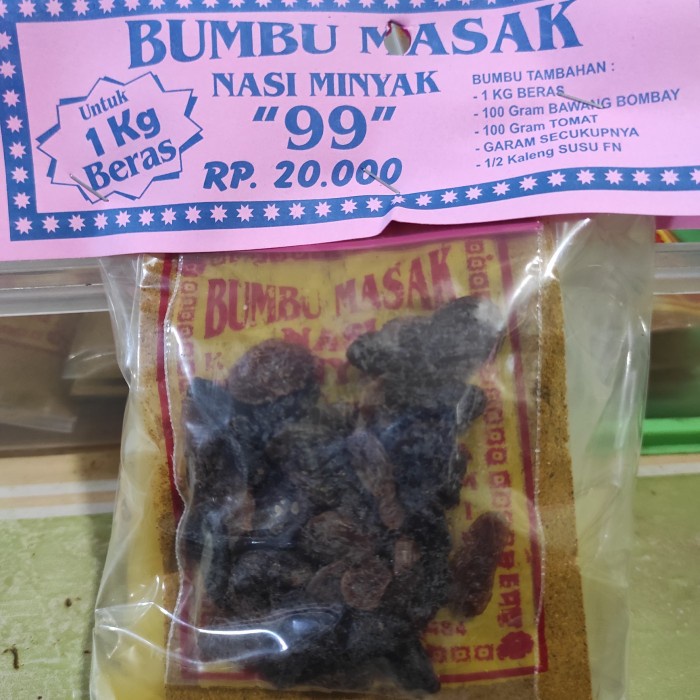 BUMBU MASAK
NASI MINYAK
"99"
RP. 20.000
Untuk
1 Kg
Beras
BUMBU TAMBAHAN :
- 1 KG BERAS
- 100 Gram BAWANG BOMBAY
- 100 Gram TOMAT
- GARAM SECUKUPNYA
- 1/2 Kaleng SUSU FN
BUMBU MASAK
NASI